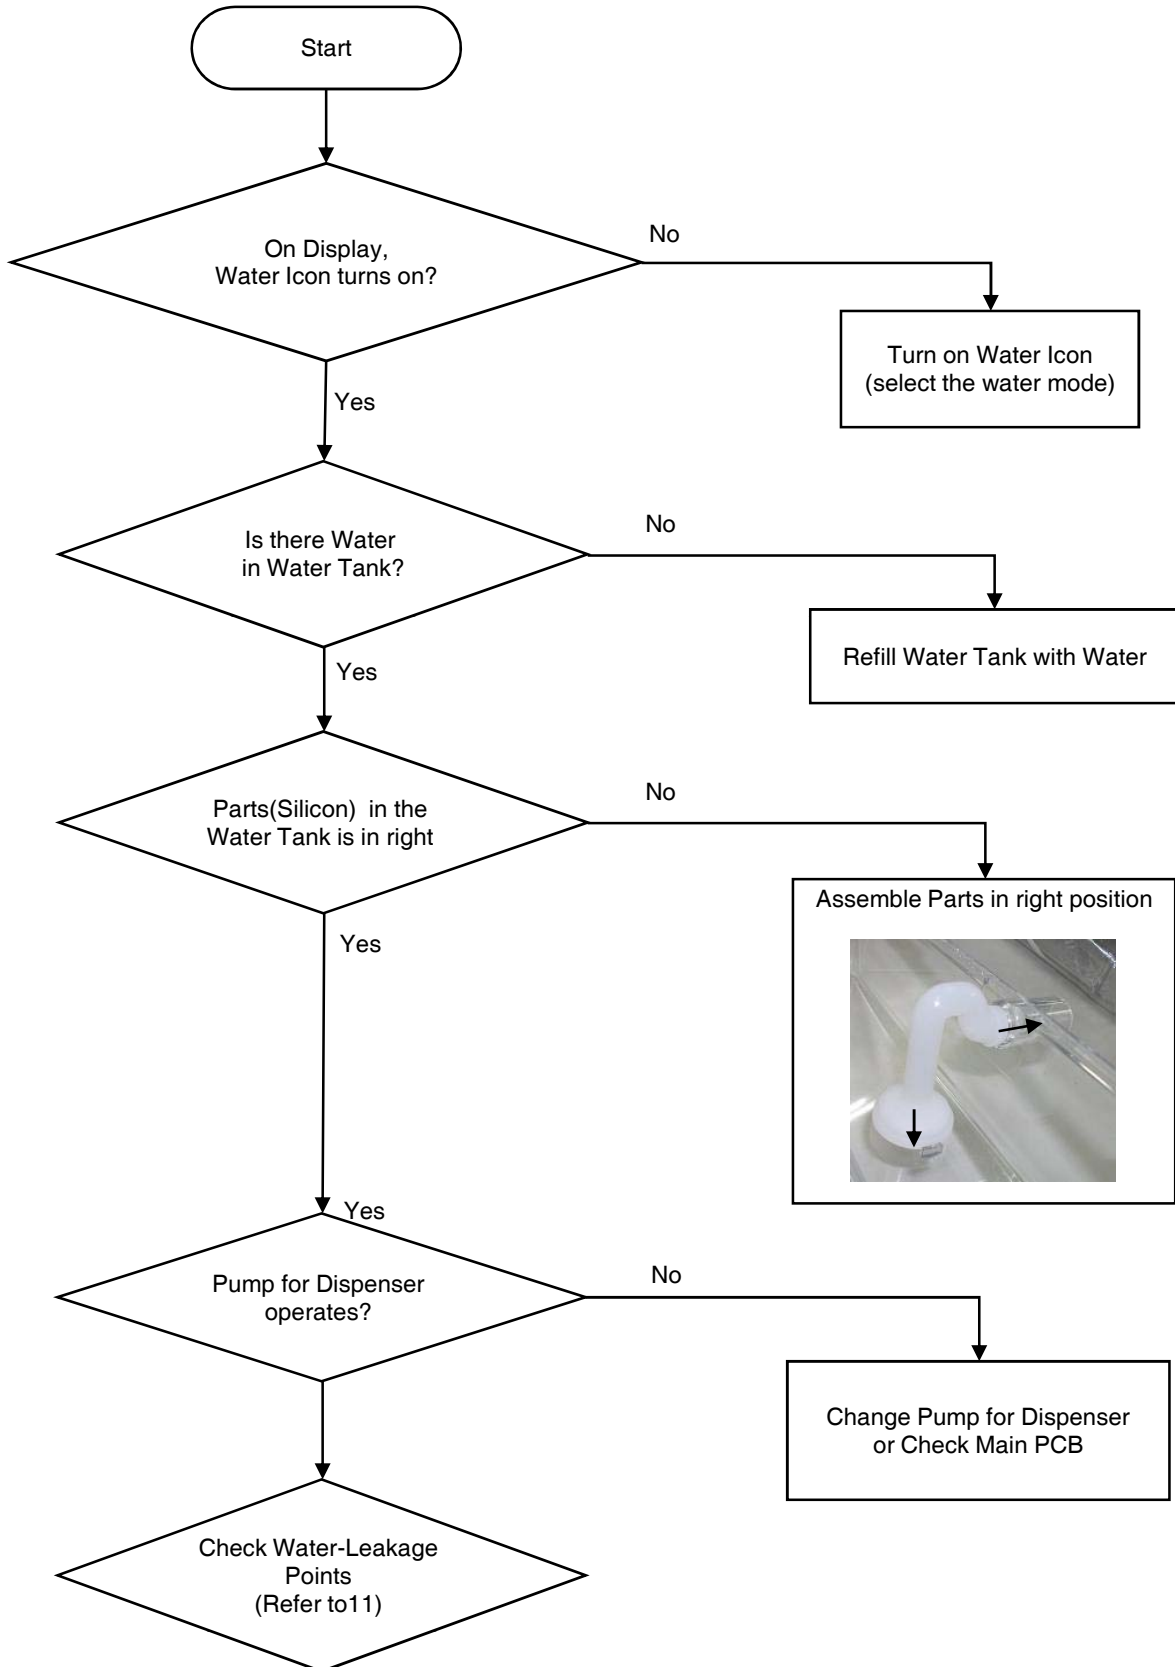 Start
On Display,
Water Icon turns on?
No
Turn on Water Icon
(select the water mode)
Yes
Is there Water
in Water Tank?
No
Refill Water Tank with Water
Yes
Parts(Silicon)  in the
Water Tank is in right
No
Assemble Parts in right position
Yes
Yes
Pump for Dispenser
operates?
No
Change Pump for Dispenser
or Check Main PCB
Check Water-Leakage
Points
(Refer to11)